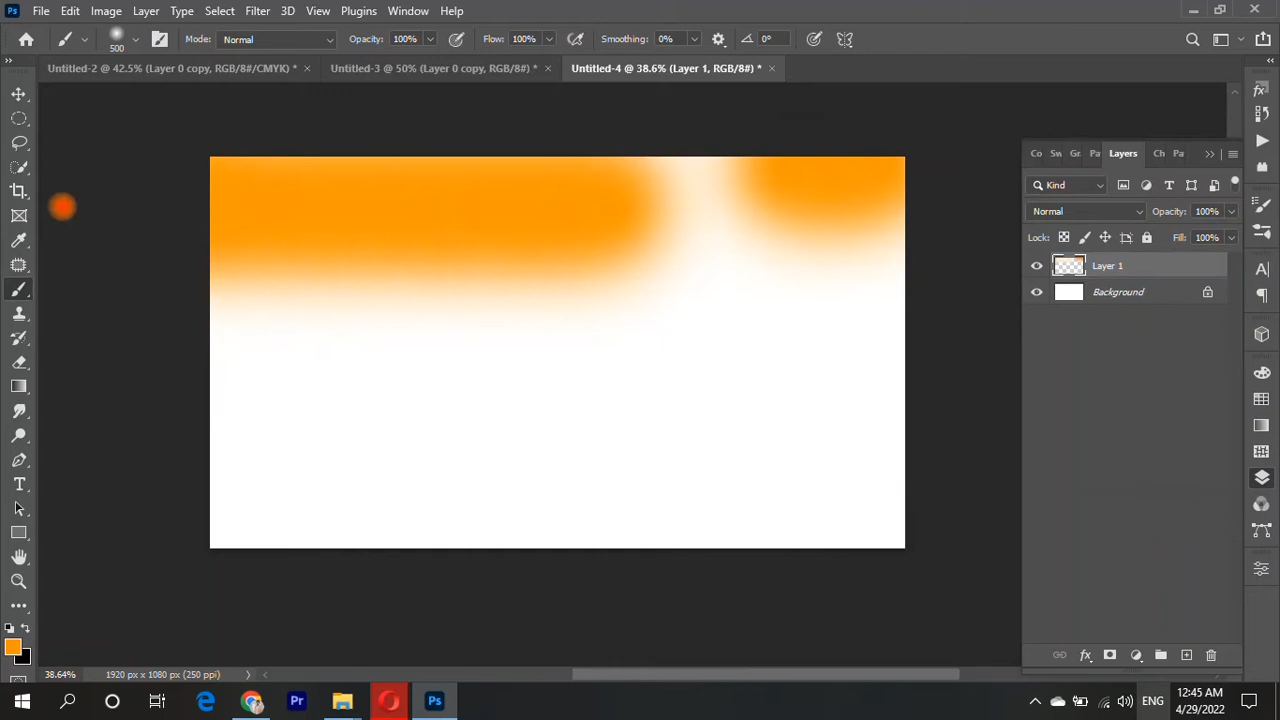 Ps File Edit Image Layer Type Select Filter 3D View Plugins Window Help
500 Mode: Normal Opacity: 100% Flow: 100% Smoothing: 0% 0°
Untitled-2 @ 42.5% (Layer 0 copy, RGB/8#/CMYK) * Untitled-3 @ 50% (Layer 0 copy, RGB/8#) * Untitled-4 @ 38.6% (Layer 1, RGB/8#) *
Co Sw Gr Pa Layers Ch Pa
Kind
Normal Opacity: 100%
Lock: Fill: 100%
Layer 1
Background
38.64% 1920 px x 1080 px (250 ppi)
Pr Ps ENG 12:45 AM
4/29/2022